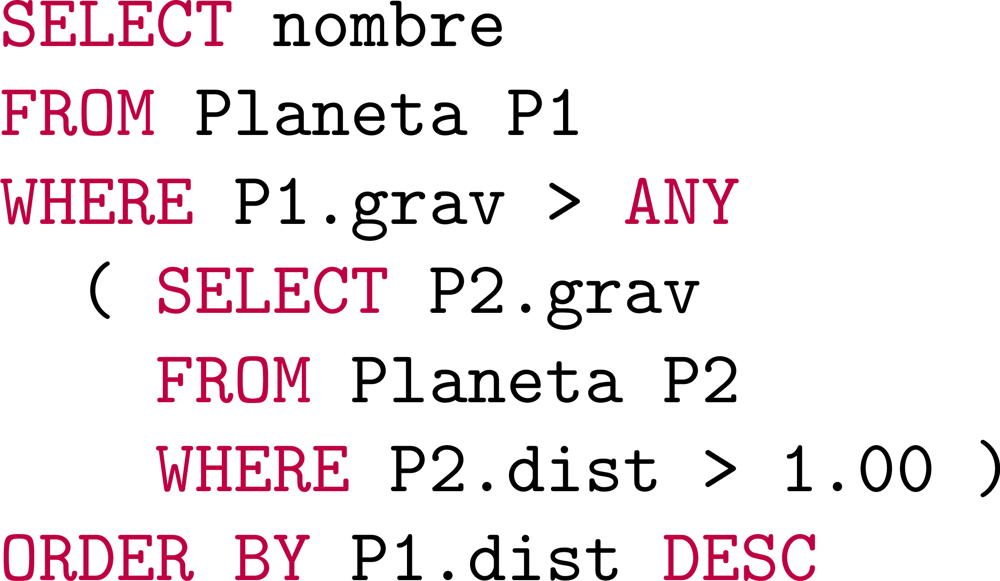 SELECT nombre
FROM Planeta P1
WHERE P1.grav > ANY
  ( SELECT P2.grav
    FROM Planeta P2
    WHERE P2.dist > 1.00 )
ORDER BY P1.dist DESC